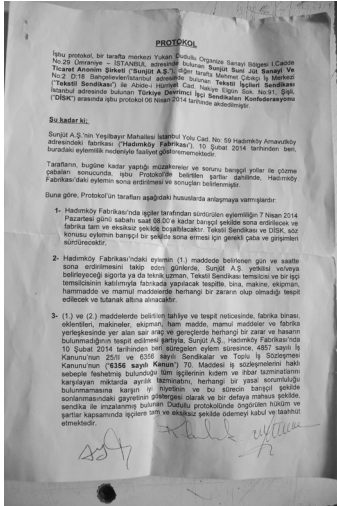 PROTOKOL
İşbu protokol, bir tarafta merkezi Yukarı Dudullu Organize Sanayi Bölgesi I.Cadde
No.29 Ümraniye – İSTANBUL adresinde bulunan Sunjüt Suni Jüt Sanayi Ve
Ticaret Anonim Şirketi ("Sunjüt A.Ş."), diğer tarafta Mehmet Çıbıkçı İş Merkezi
No:2 D:18 Bahçelievler/İstanbul adresinde bulunan Tekstil İşçileri Sendikası
("Tekstil Sendikası") ile Abide-i Hürriyet Cad. Nakiye Elgün Sok. No:91, Şişli,
İstanbul adresinde bulunan Türkiye Devrimci İşçi Sendikaları Konfederasyonu
("DİSK") arasında işbu protokol 06 Nisan 2014 tarihinde akdedilmiştir.
Şu kadar ki;
Sunjüt A.Ş.'nin Yeşilbayır Mahallesi İstanbul Yolu Cad. No: 59 Hadımköy Arnavutköy
adresindeki fabrikası ("Hadımköy Fabrikası"), 10 Şubat 2014 tarihinden beri,
buradaki eylemlilik nedeniyle faaliyet gösterememektedir.
Tarafların, bugüne kadar yaptığı müzakereler ve sorunu barışçıl yollar ile çözme
çabaları sonucunda, işbu Protokol'de belirtilen şartlar dahilinde, Hadımköy
Fabrikası'daki eylemin sona erdirilmesi ve sonuçları belirlenmiştir.
Buna göre, Protokol'ün tarafları aşağıdaki hususlarda anlaşmaya varmışlardır:
1- Hadımköy Fabrikası'nda işçiler tarafından sürdürülen eylemliliğin 7 Nisan 2014
Pazartesi günü sabahı saat 08.00'e kadar barışçıl şekilde sona erdirilecek ve
fabrika tam ve eksiksiz şekilde boşaltılacaktır. Tekstil Sendikası ve DİSK, söz
konusu eylemin barışçıl bir şekilde sona ermesi için gerekli çaba ve girişimleri
sürdürecektir.
2- Hadımköy Fabrikası'ndaki eylemin (1.) maddede belirlenen gün ve saatte
sona erdirilmesini takip eden günlerde, Sunjüt A.Ş. yetkilisi ve/veya
belirleyeceği sigorta ya da teknik uzman, Tekstil Sendikası temsilcisi ve bir işçi
temsilcisinin katılımıyla fabrikada yapılacak tespitte, bina, makine, ekipman,
hammadde ve mamul maddelerde herhangi bir zararın olup olmadığı tespit
edilecek ve tutanak altına alınacaktır.
3- (1.) ve (2.) maddelerde belirtilen tahliye ve tespit neticesinde, fabrika binası,
eklentileri, makineler, ekipman, ham madde, mamul maddeler ve fabrika
yerleşkesinde yer alan sair araç ve gereçlerde herhangi bir zarar ve hasarın
bulunmadığının tespit edilmesi şartıyla, Sunjüt A.Ş., Hadımköy Fabrikası'nda
10 Şubat 2014 tarihinden beri süregelen eylem sürecinde, 4857 sayılı İş
Kanunu'nun 25/II ve 6356 sayılı Sendikalar ve Toplu İş Sözleşmesi
Kanunu'nun ("6356 sayılı Kanun") 70. Maddesi iş sözleşmelerini haklı
sebeple feshetmiş bulunduğu tüm işçilerinin kıdem ve ihbar tazminatlarını
karşılayan miktarda ayrılık tazminatını, herhangi bir yasal sorumluluğu
bulunmamasına karşın iyi niyetinin ve bu sürecin barışçıl şekilde
sonlanmasındaki gayretinin göstergesi olarak ve bir defaya mahsus şekilde,
sendika ile imzalanmış bulunan Dudullu protokolünde öngörülen hüküm ve
şartlar kapsamında işçilere tam ve eksiksiz şekilde ödemeyi kabul ve taahhüt
etmektedir.